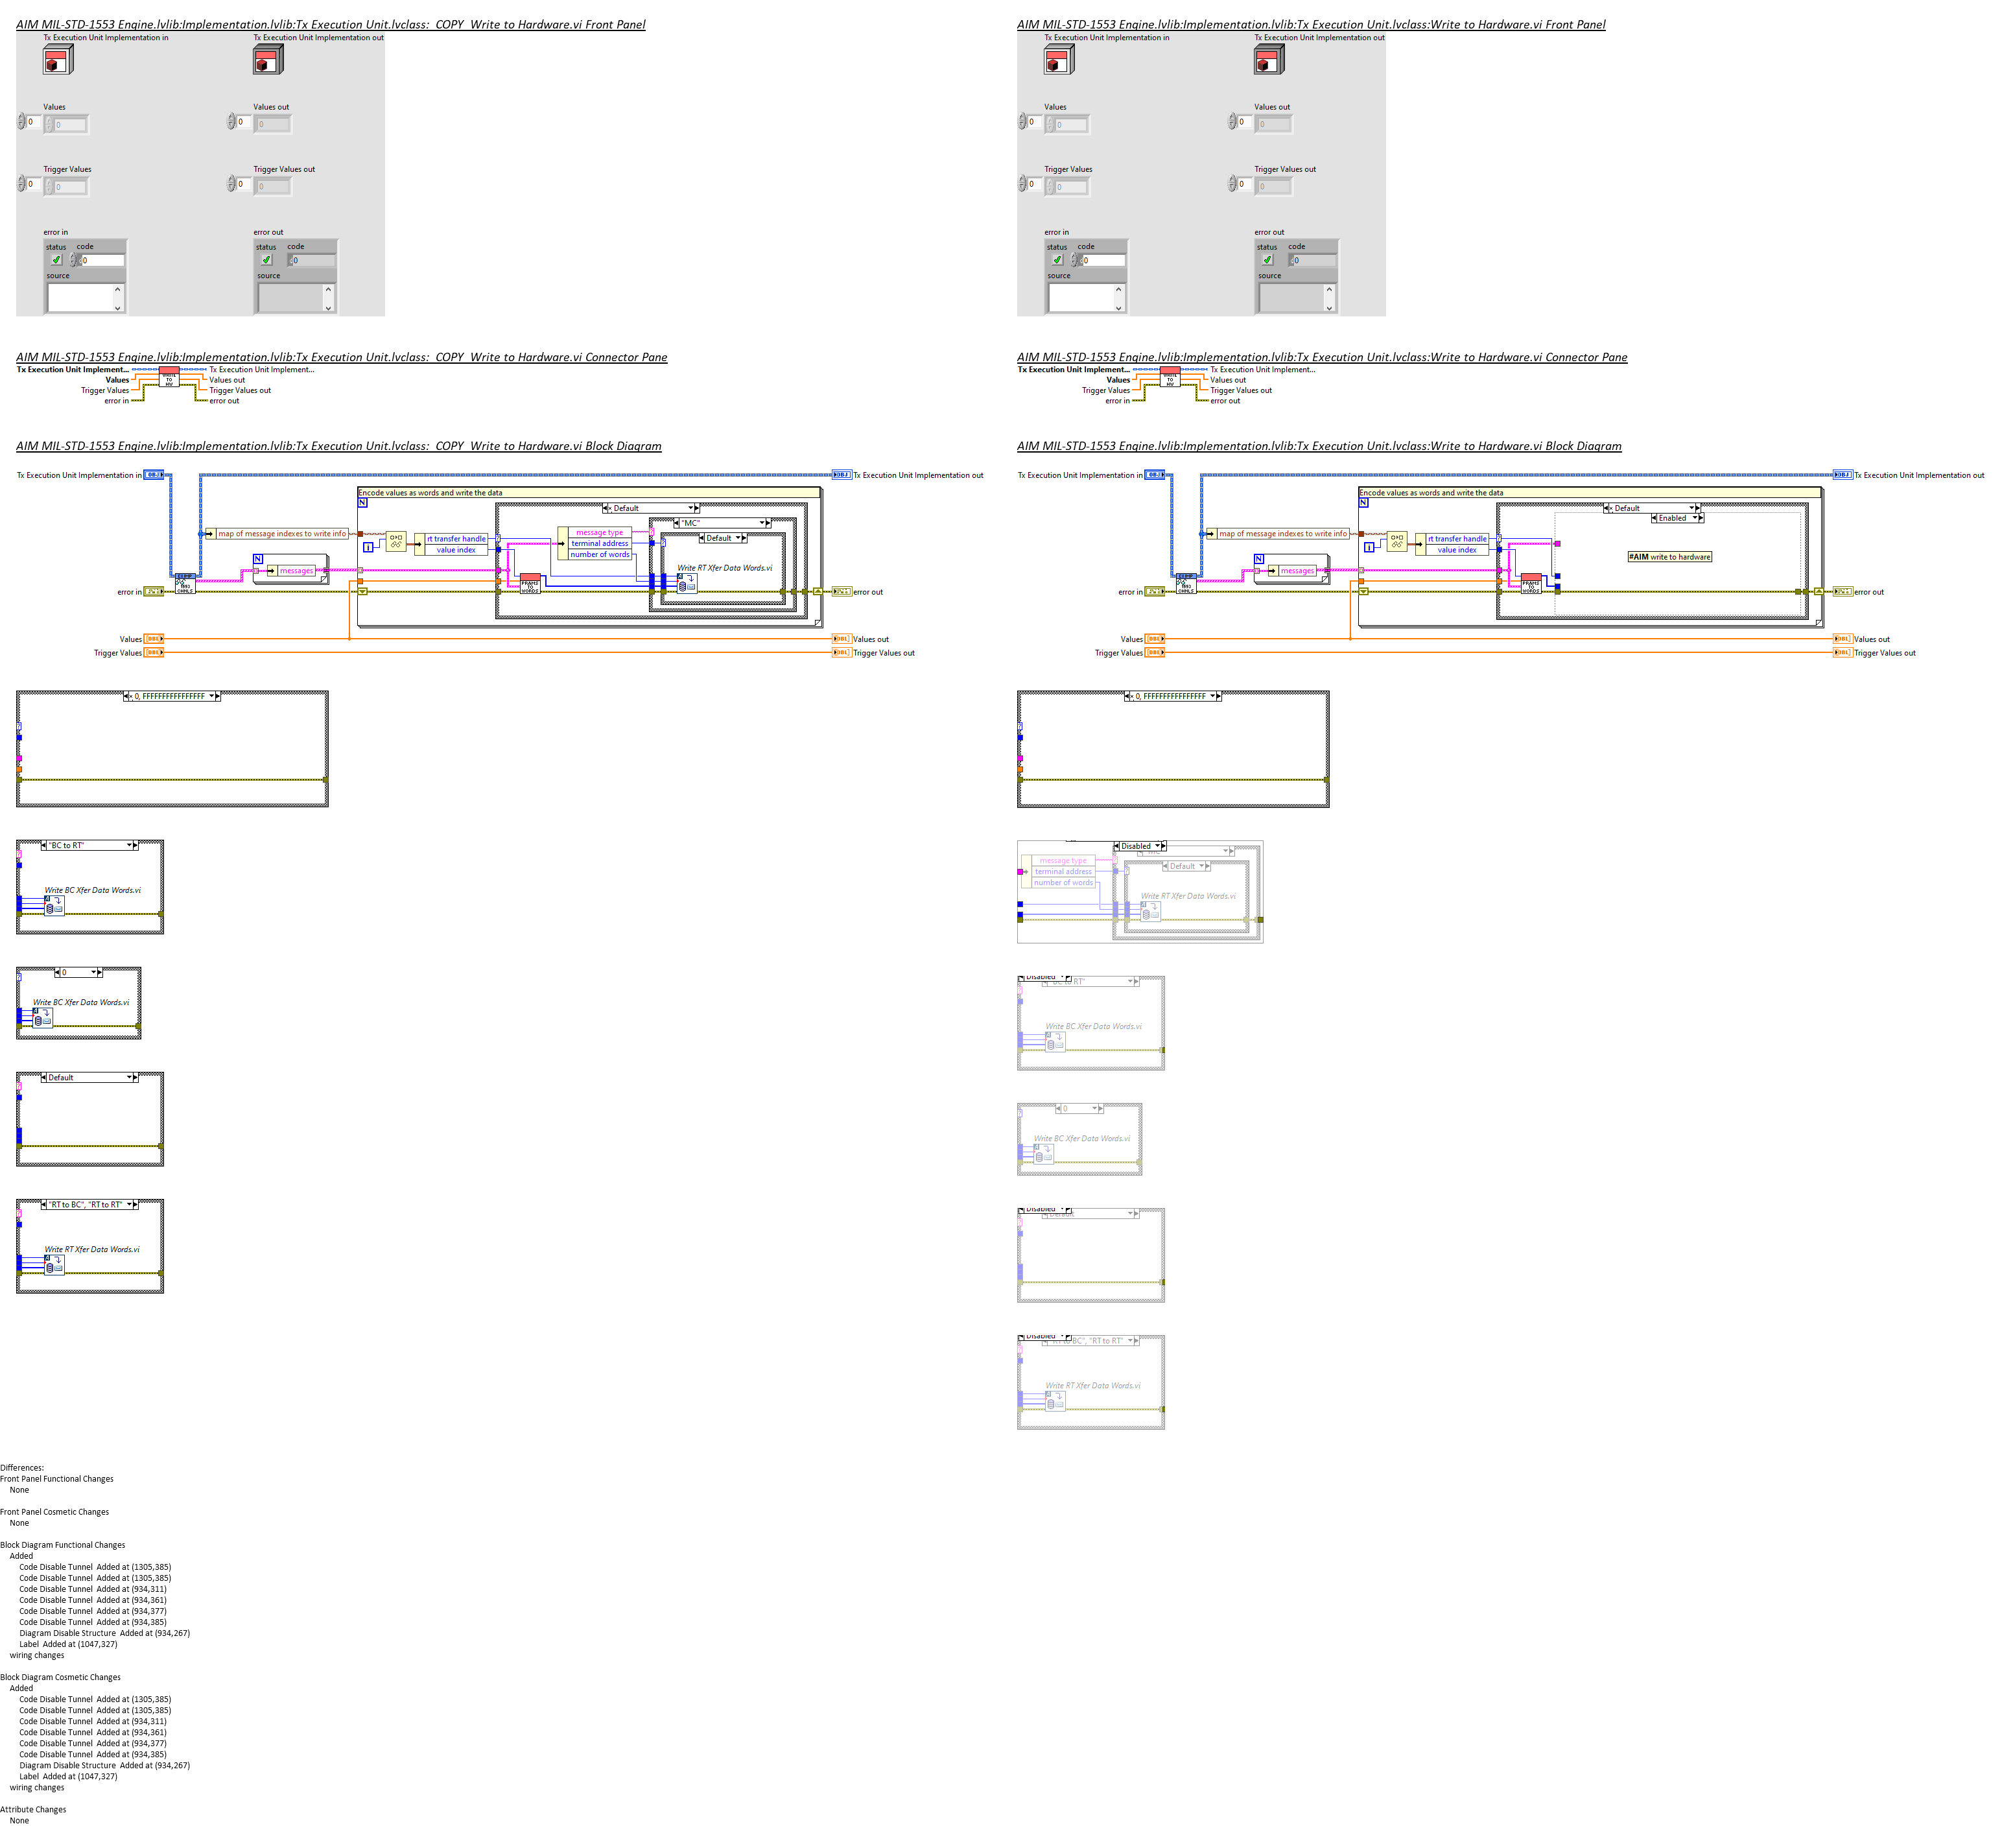 AIM MIL-STD-1553 Engine.lvlib:Implementation.lvlib:Tx Execution Unit.lvclass:_COPY_Write to Hardware.vi Front Panel
Tx Execution Unit Implementation in
Tx Execution Unit Implementation out
Values
Values out
0
0
0
0
Trigger Values
Trigger Values out
0
0
0
0
error in
error out
status
code
status
code
0
0
source
source
AIM MIL-STD-1553 Engine.lvlib:Implementation.lvlib:Tx Execution Unit.lvclass:_COPY_Write to Hardware.vi Connector Pane
Tx Execution Unit Implement...
Tx Execution Unit Implement...
Values
Values out
Trigger Values
Trigger Values out
error in
error out
TO
HW
AIM MIL-STD-1553 Engine.lvlib:Implementation.lvlib:Tx Execution Unit.lvclass:_COPY_Write to Hardware.vi Block Diagram
Tx Execution Unit Implementation in
OBJ
OBJ
Tx Execution Unit Implementation out
Encode values as words and write the data
N
Default
"MC"
map of message indexes to write info
i
rt transfer handle
value index
message type
terminal address
number of words
Default
N
messages
Write RT Xfer Data Words.vi
WORDS
error in
error out
Values
DBL
DBL
Values out
Trigger Values
DBL
DBL
Trigger Values out
0, FFFFFFFFFFFFFFFF
"BC to RT"
Write BC Xfer Data Words.vi
0
Write BC Xfer Data Words.vi
Default
"RT to BC", "RT to RT"
Write RT Xfer Data Words.vi
AIM MIL-STD-1553 Engine.lvlib:Implementation.lvlib:Tx Execution Unit.lvclass:Write to Hardware.vi Front Panel
Tx Execution Unit Implementation in
Tx Execution Unit Implementation out
Values
Values out
0
0
0
0
Trigger Values
Trigger Values out
0
0
0
0
error in
error out
status
code
status
code
0
0
source
source
AIM MIL-STD-1553 Engine.lvlib:Implementation.lvlib:Tx Execution Unit.lvclass:Write to Hardware.vi Connector Pane
Tx Execution Unit Implement...
Tx Execution Unit Implement...
Values
Values out
Trigger Values
Trigger Values out
error in
error out
TO
HW
AIM MIL-STD-1553 Engine.lvlib:Implementation.lvlib:Tx Execution Unit.lvclass:Write to Hardware.vi Block Diagram
Tx Execution Unit Implementation in
OBJ
OBJ
Tx Execution Unit Implementation out
Encode values as words and write the data
N
Default
Enabled
map of message indexes to write info
i
rt transfer handle
value index
#AIM write to hardware
N
messages
WORDS
error in
error out
Values
DBL
DBL
Values out
Trigger Values
DBL
DBL
Trigger Values out
0, FFFFFFFFFFFFFFFF
Disabled
message type
terminal address
number of words
Default
Write RT Xfer Data Words.vi
Disabled
"BC to RT"
Write BC Xfer Data Words.vi
0
Write BC Xfer Data Words.vi
Disabled
Default
Disabled
"RT to BC", "RT to RT"
Write RT Xfer Data Words.vi
Differences:
Front Panel Functional Changes
None
Front Panel Cosmetic Changes
None
Block Diagram Functional Changes
Added
Code Disable Tunnel Added at (1305,385)
Code Disable Tunnel Added at (1305,385)
Code Disable Tunnel Added at (934,311)
Code Disable Tunnel Added at (934,361)
Code Disable Tunnel Added at (934,377)
Code Disable Tunnel Added at (934,385)
Diagram Disable Structure Added at (934,267)
Label Added at (1047,327)
wiring changes
Block Diagram Cosmetic Changes
Added
Code Disable Tunnel Added at (1305,385)
Code Disable Tunnel Added at (1305,385)
Code Disable Tunnel Added at (934,311)
Code Disable Tunnel Added at (934,361)
Code Disable Tunnel Added at (934,377)
Code Disable Tunnel Added at (934,385)
Diagram Disable Structure Added at (934,267)
Label Added at (1047,327)
wiring changes
Attribute Changes
None